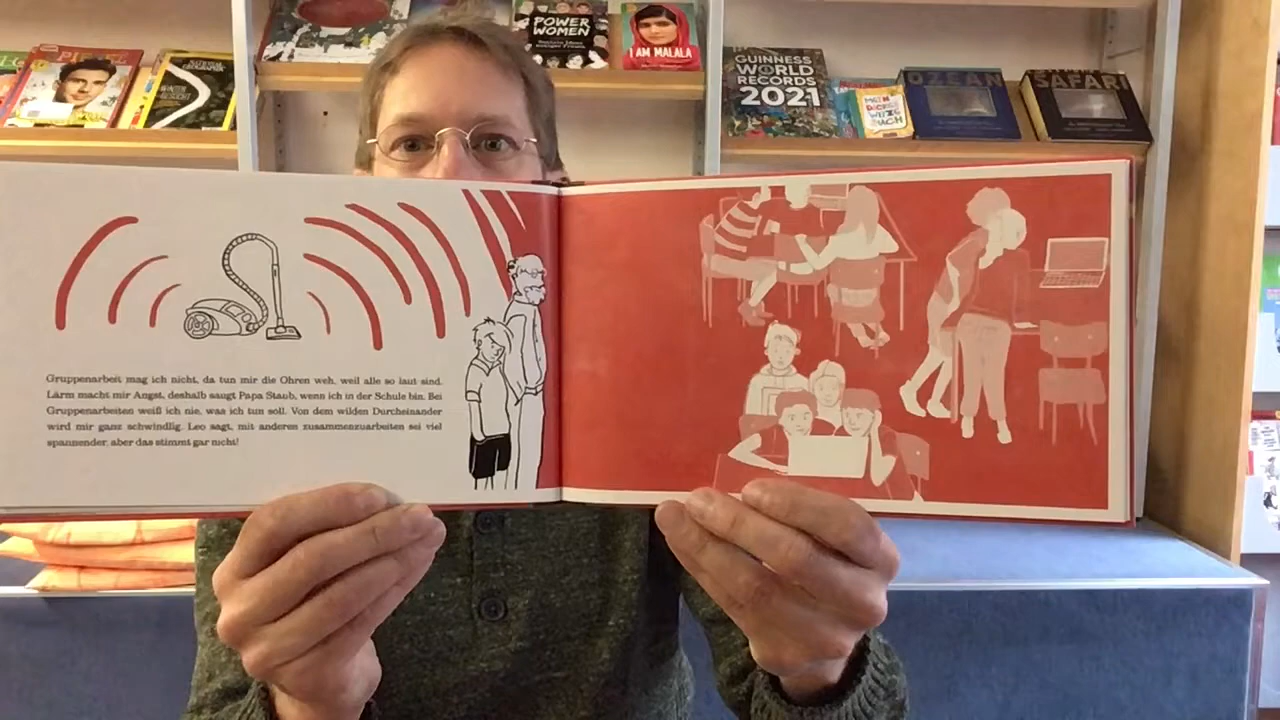 POWER
WOMEN
I AM MALALA
GUINNESS
WORLD
RECORDS
2021
OZEAN
SAFARI
Gruppenarbeit mag ich nicht, da tun mir die Ohren weh, weil alle so laut sind.
Lärm macht mir Angst, deshalb saugt Papa Staub, wenn ich in der Schule bin. Bei
Gruppenarbeiten weiß ich nie, was ich tun soll. Von dem wilden Durcheinander
wird mir ganz schwindlig. Leo sagt, mit anderen zusammenzuarbeiten sei viel
spannender, aber das stimmt gar nicht!